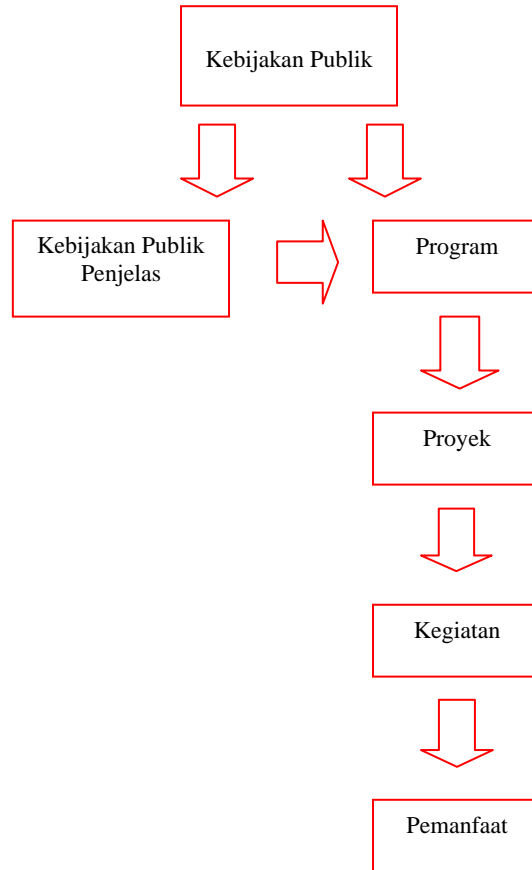 Kebijakan Publik
Kebijakan Publik
Penjelas
Program
Proyek
Kegiatan
Pemanfaat